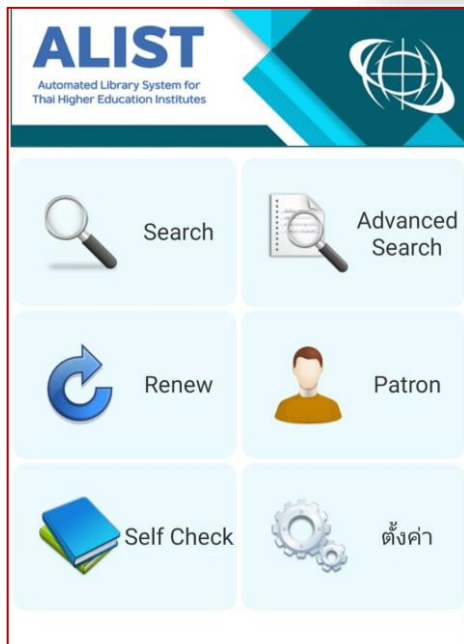 ALIST
Automated Library System for
Thai Higher Education Institutes
Search
Advanced
Search
Renew
Patron
Self Check
ตั้งค่า